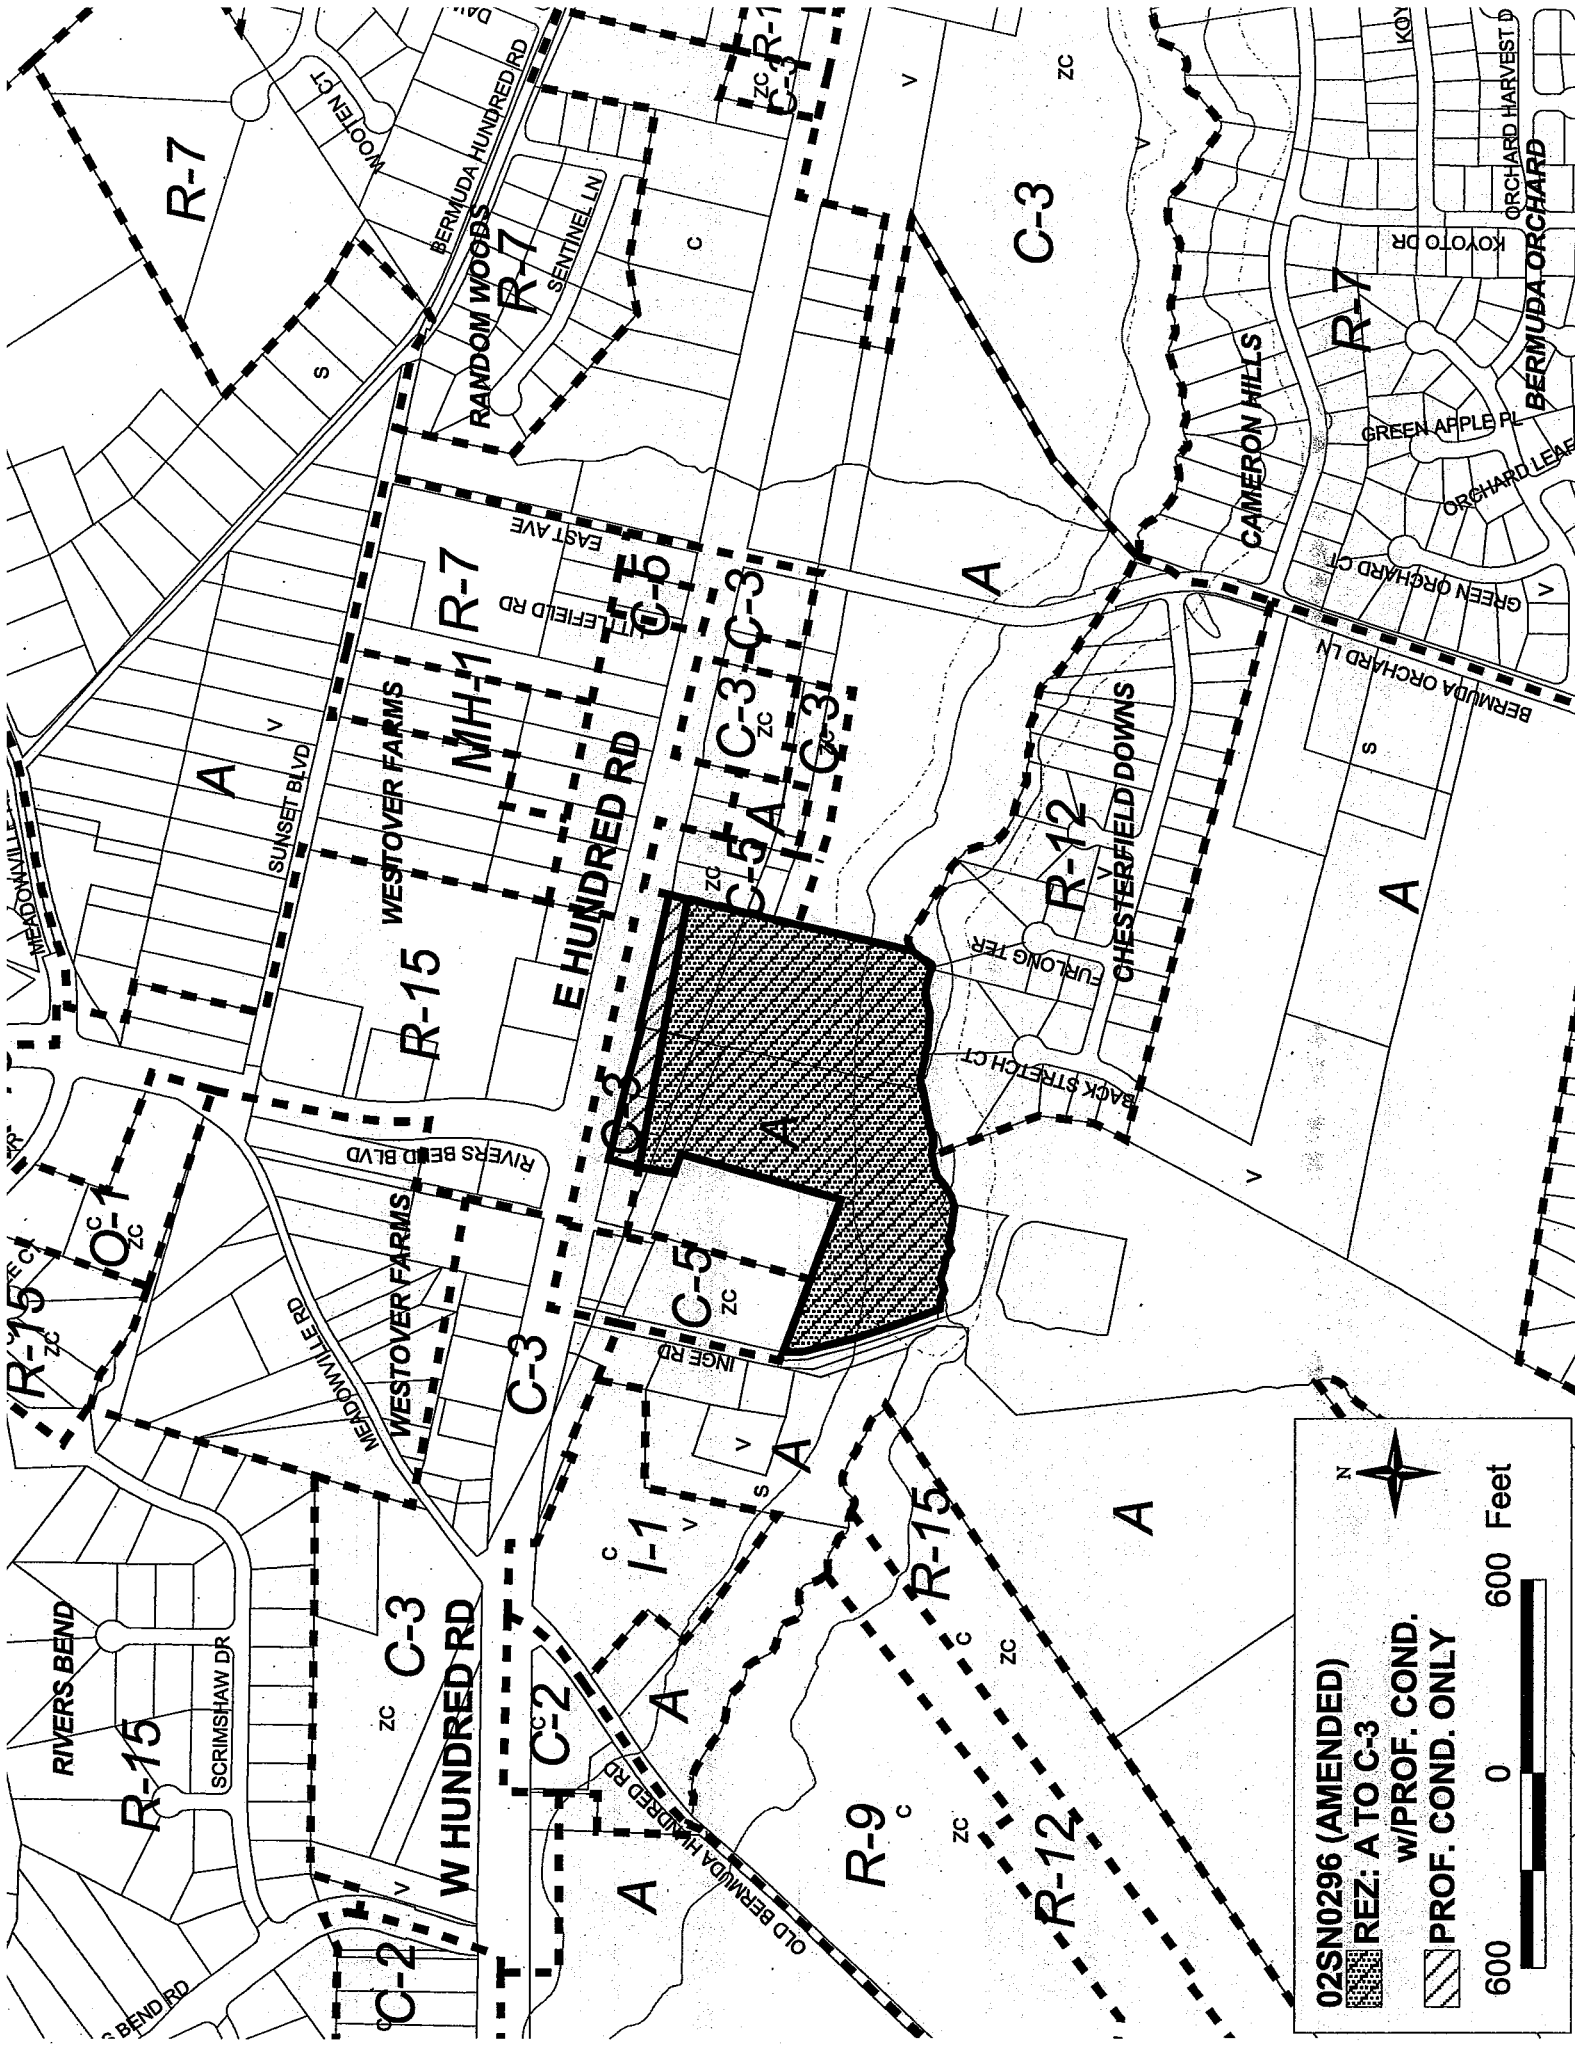 RIVERS BEND
R-15
SCRIMSHAW DR
R-15
ZC
O-1
C
ZC
R-7
WOOTEN CT
BERMUDA HUNDRED RD
S
A
V
SUNSET BLVD
MEADOWVILLE RD
RIVERS BEND BLVD
WESTOVER FARMS
WESTOVER FARMS
R-15
MH-1
R-7
LITTLEFIELD RD
EAST AVE
RANDOM WOODS
R-7
SENTINEL LN
C
R-1
ZC
C-3
V
ZC
C-3
C-2
C
S BEND RD
V
C-3
ZC
W HUNDRED RD
C-2
C
C-3
E HUNDRED RD
C-3
C-5
C-3
C-3
ZC
C-3
ZC
A
C-5
ZC
C-5
ZC
INGE RD
A
I-1
C
V
V
S
A
A
A
OLD BERMUDA HUNDRED RD
R-9
C
ZC
R-12
R-15
C
ZC
A
BACK STRETCH CT
FURLONG TER
R-12
V
CHESTERFIELD DOWNS
A
CAMERON HILLS
R-7
GREEN APPLE PL
ORCHARD LEAF
GREEN ORCHARD CT
V
BERMUDA ORCHARD LN
S
A
V
KOYOTO DR
KOY
ORCHARD HARVEST D
BERMUDA ORCHARD
02SN0296 (AMENDED)
REZ: A TO C-3
w/PROF. COND.
PROF. COND. ONLY
N
600 0 600 Feet